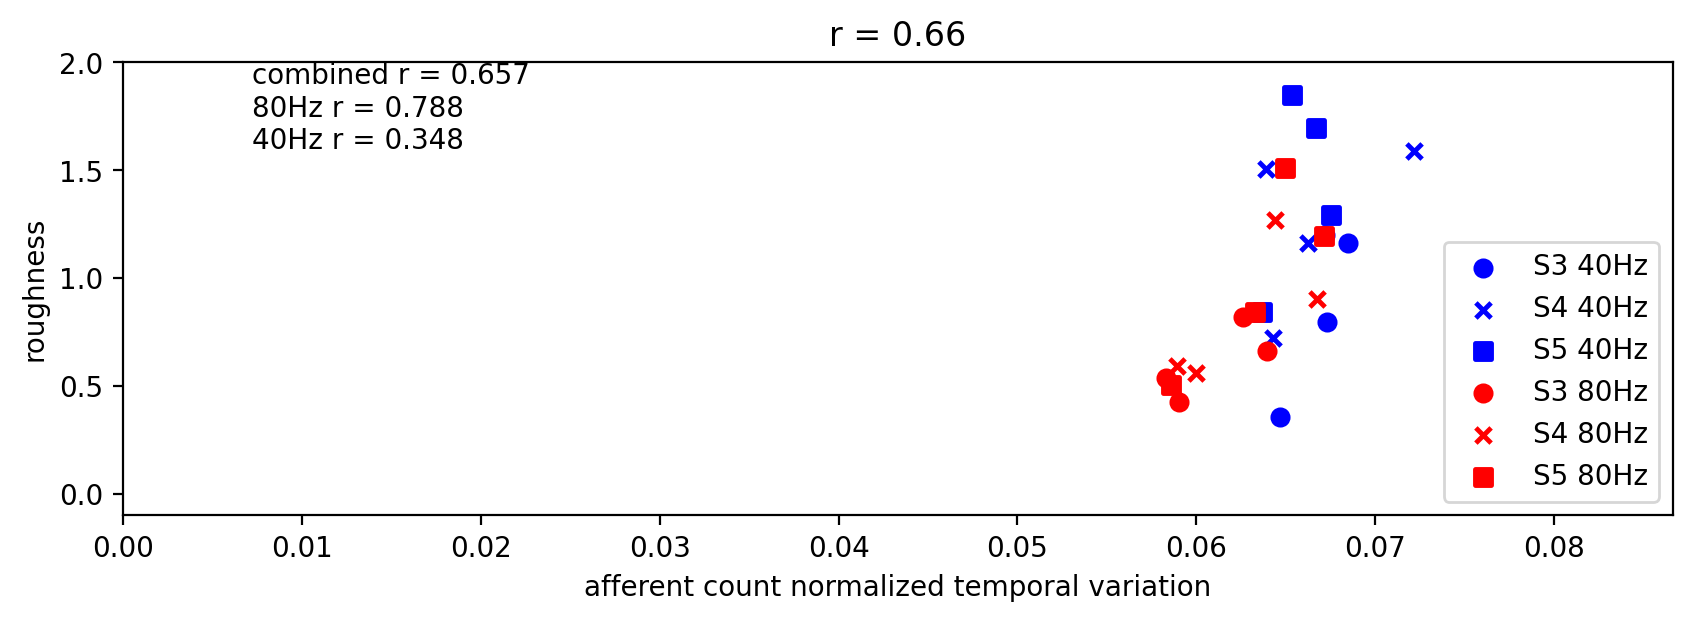 r = 0.66
combined r = 0.657
80Hz r = 0.788
40Hz r = 0.348
2.0
1.5
1.0
0.5
0.0
roughness
S3 40Hz
S4 40Hz
S5 40Hz
S3 80Hz
S4 80Hz
S5 80Hz
0.00 0.01 0.02 0.03 0.04 0.05 0.06 0.07 0.08
afferent count normalized temporal variation